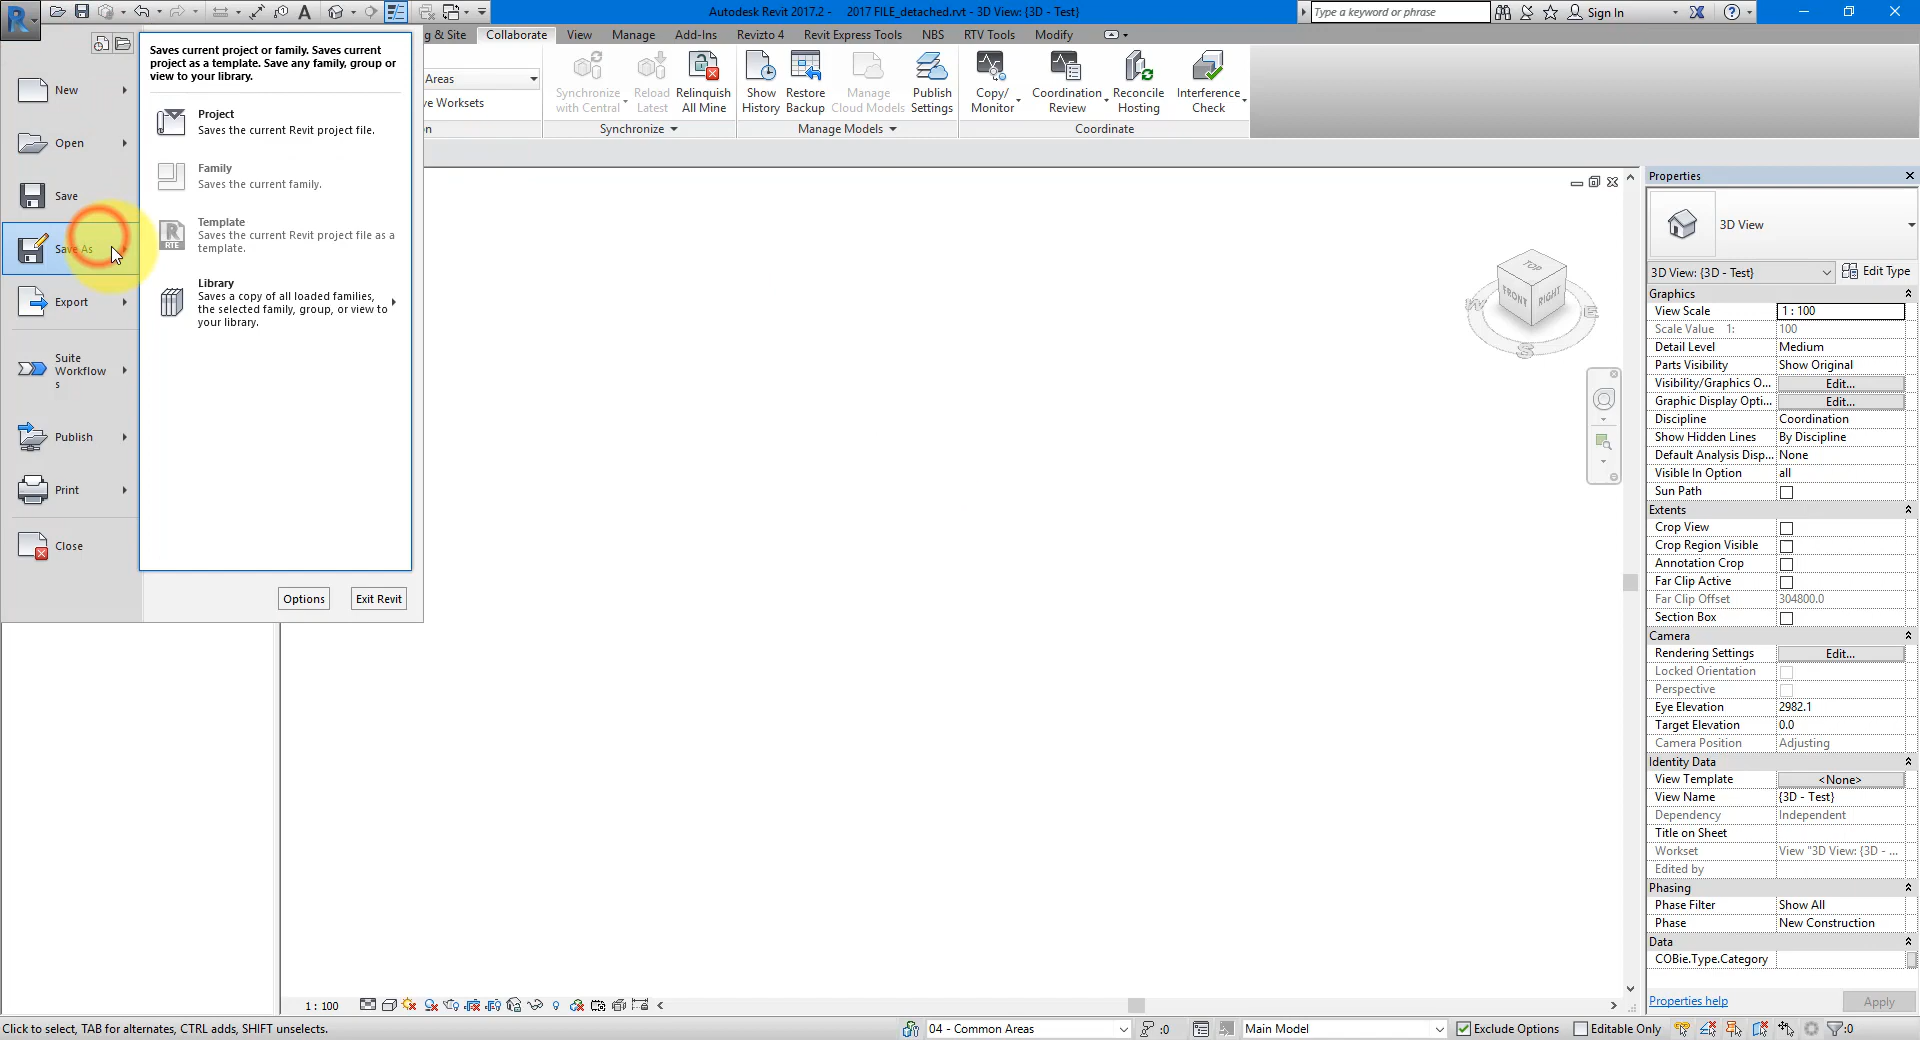 Autodesk Revit 2017.2 -     2017 FILE_detached.rvt - 3D View: {3D - Test}
Type a keyword or phrase
Sign In
g & Site
Collaborate
View
Manage
Add-Ins
Revizto 4
Revit Express Tools
NBS
RTV Tools
Modify
New
Open
Save
Save As
Export
Suite
Workflow
s
Publish
Print
Close
Saves current project or family. Saves current
project as a template. Save any family, group or
view to your library.
Project
Saves the current Revit project file.
Family
Saves the current family.
Template
Saves the current Revit project file as a
template.
RTE
Library
Saves a copy of all loaded families,
the selected family, group, or view to
your library.
Options
Exit Revit
Areas
ve Worksets
n
Synchronize
with Central
Reload
Latest
Relinquish
All Mine
Synchronize
Show
History
Restore
Backup
Manage
Cloud Models
Publish
Settings
Manage Models
Copy/
Monitor
Coordination
Review
Reconcile
Hosting
Interference
Check
Coordinate
TOP
FRONT
RIGHT
W
E
S
Properties
3D View
3D View: {3D - Test}
Edit Type
Graphics
View Scale 1 : 100
Scale Value 1: 100
Detail Level Medium
Parts Visibility Show Original
Visibility/Graphics O... Edit...
Graphic Display Opti... Edit...
Discipline Coordination
Show Hidden Lines By Discipline
Default Analysis Disp... None
Visible In Option all
Sun Path
Extents
Crop View
Crop Region Visible
Annotation Crop
Far Clip Active
Far Clip Offset 304800.0
Section Box
Camera
Rendering Settings Edit...
Locked Orientation
Perspective
Eye Elevation 2982.1
Target Elevation 0.0
Camera Position Adjusting
Identity Data
View Template <None>
View Name {3D - Test}
Dependency Independent
Title on Sheet
Workset View "3D View: {3D - ...
Edited by
Phasing
Phase Filter Show All
Phase New Construction
Data
COBie.Type.Category
Properties help
Apply
1 : 100
Click to select, TAB for alternates, CTRL adds, SHIFT unselects.
04 - Common Areas
:0
Main Model
Exclude Options
Editable Only
:0